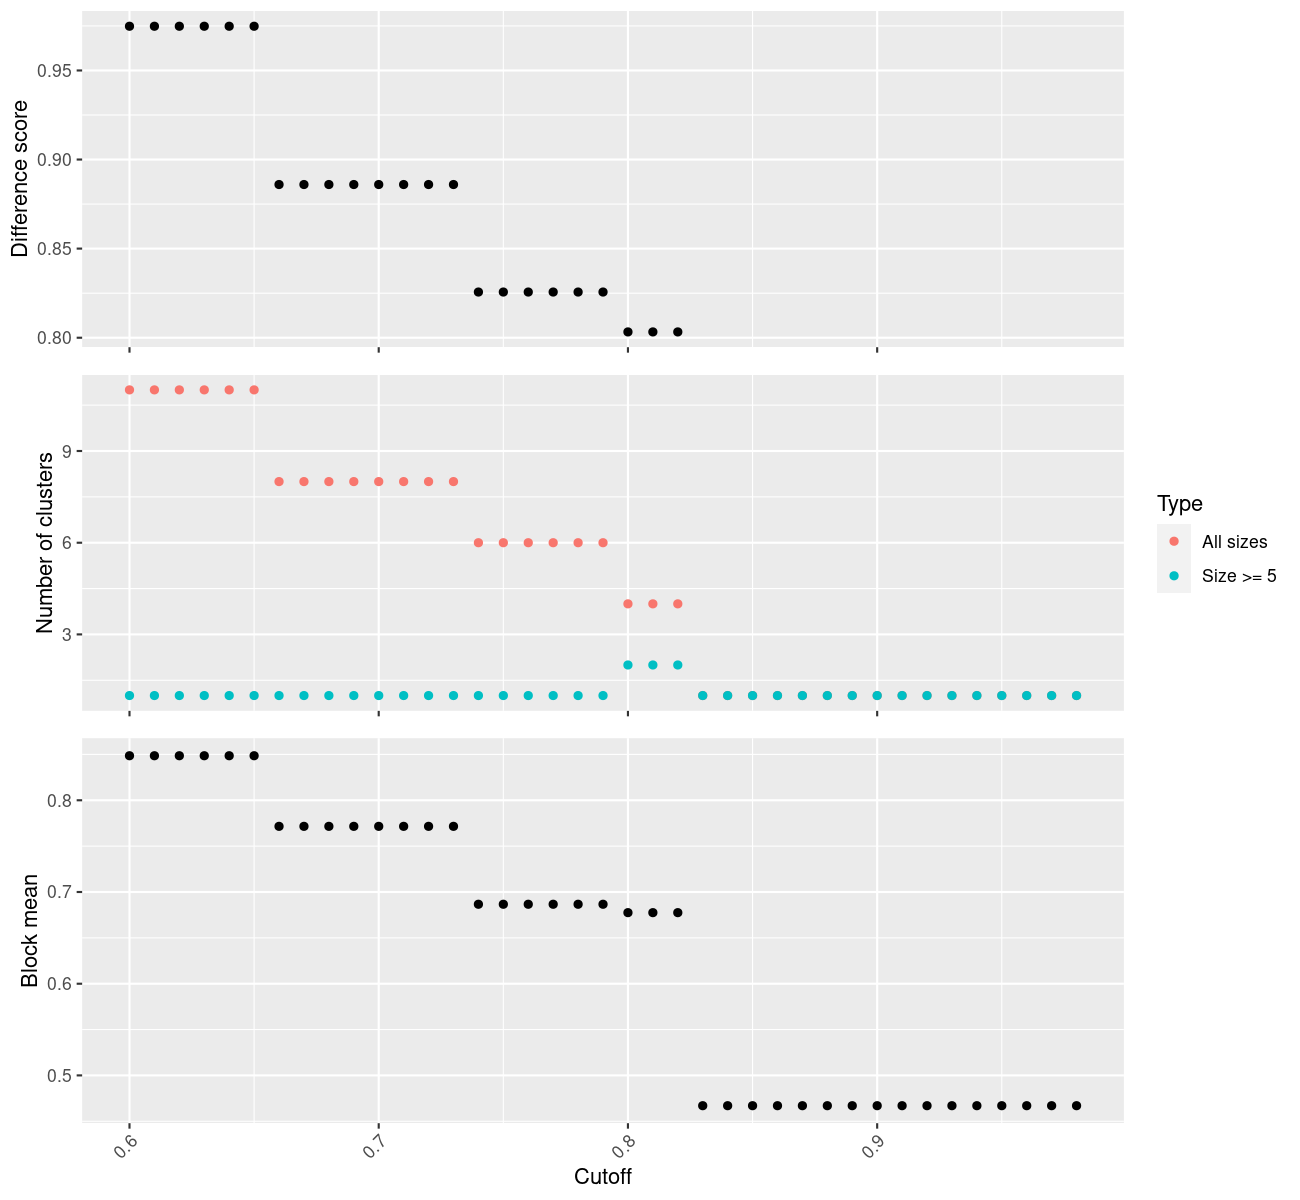 Difference score
0.95
0.90
0.85
0.80
Number of clusters
9
6
3
Type
All sizes
Size >= 5
Block mean
0.8
0.7
0.6
0.5
0.6
0.7
0.8
0.9
Cutoff